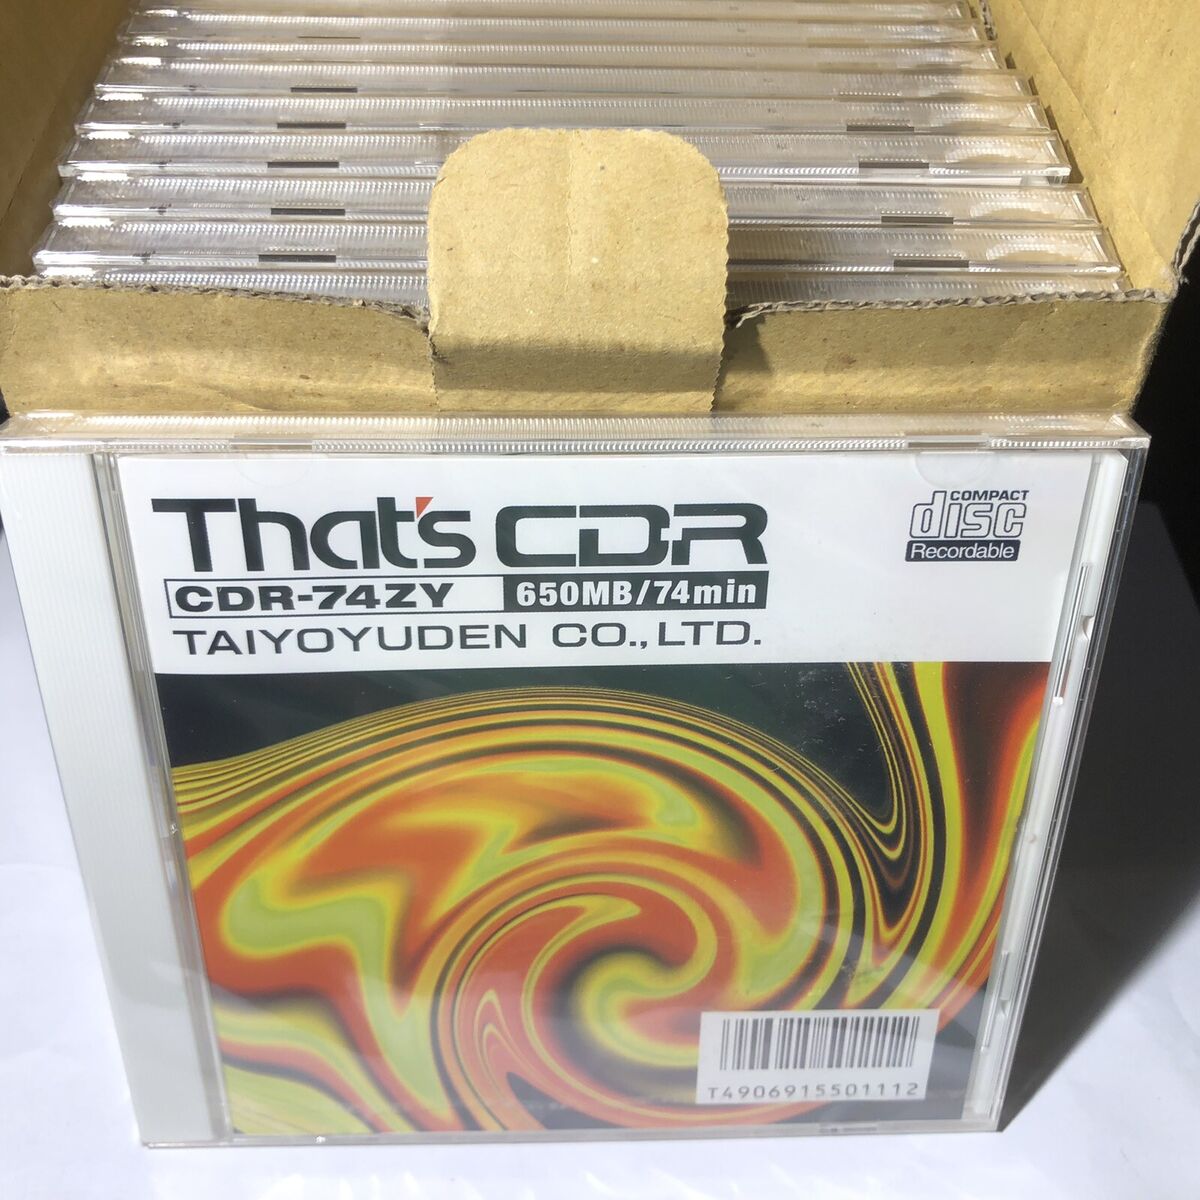 That's CD-R
COMPACT
disc
Recordable
CDR-74ZY 650MB/74min
TAIYOYUDEN CO.,LTD.
T4906915501112